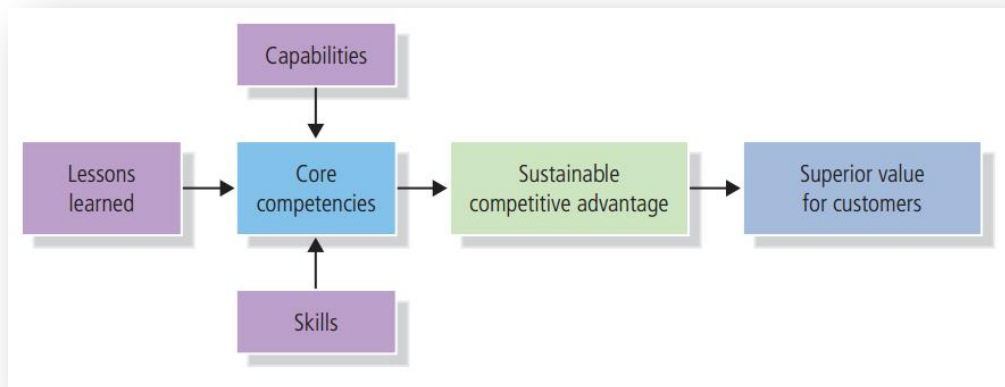 Capabilities
Lessons
learned
Core
competencies
Sustainable
competitive advantage
Superior value
for customers
Skills